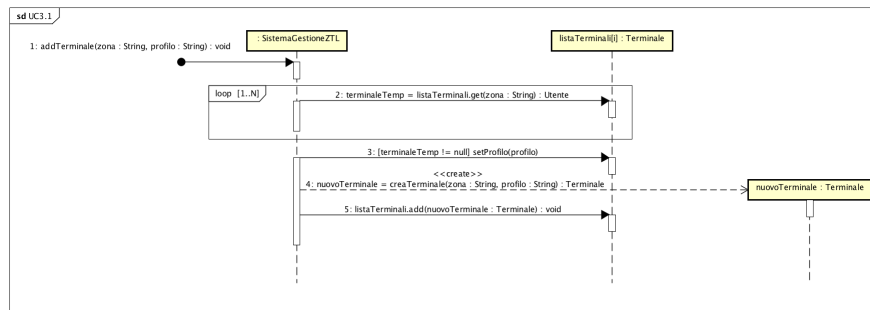 sd UC3.1
: SistemaGestioneZTL
listaTerminali[i] : Terminale
1: addTerminale(zona : String, profilo : String) : void
loop [1..N]
2: terminaleTemp = listaTerminali.get(zona : String) : Utente
3: [terminaleTemp != null] setProfilo(profilo)
<<create>>
4: nuovoTerminale = creaTerminale(zona : String, profilo : String) : Terminale
nuovoTerminale : Terminale
5: listaTerminali.add(nuovoTerminale : Terminale) : void